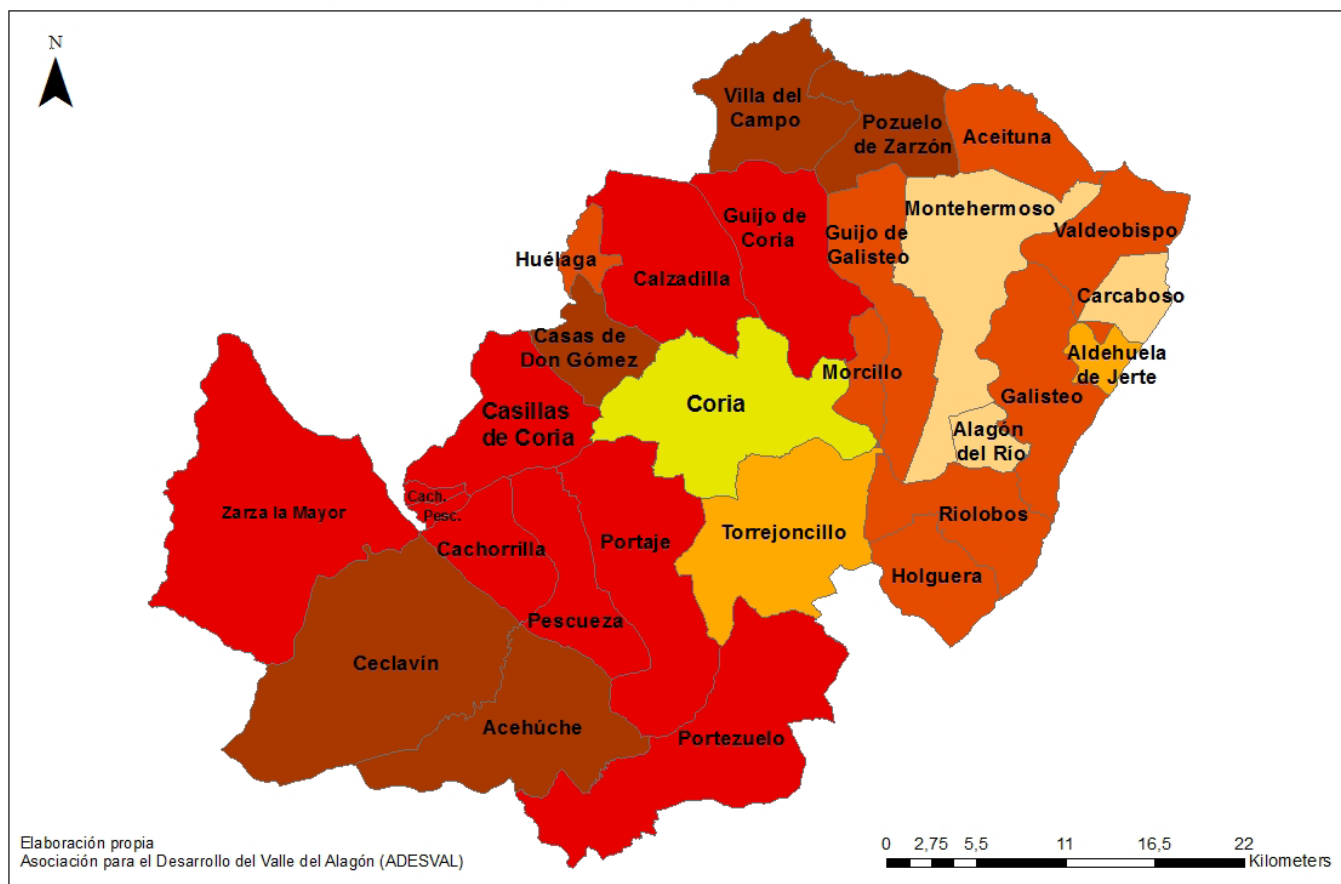 N
Villa del
Campo
Pozuelo
de Zarzón
Aceituna
Montehermoso
Guijo de
Coria
Guijo de
Galisteo
Valdeobispo
Huélaga
Calzadilla
Carcaboso
Casas de
Don Gómez
Morcillo
Aldehuela
de Jerte
Galisteo
Coria
Casillas
de Coria
Alagón
del Río
Cach.
Pesc.
Zarza la Mayor
Cachorrilla
Portaje
Torrejoncillo
Riolobos
Holguera
Pescueza
Ceclavín
Acehúche
Portezuelo
Elaboración propia
Asociación para el Desarrollo del Valle del Alagón (ADESVAL)
0 2,75 5,5 11 16,5 22
Kilometers